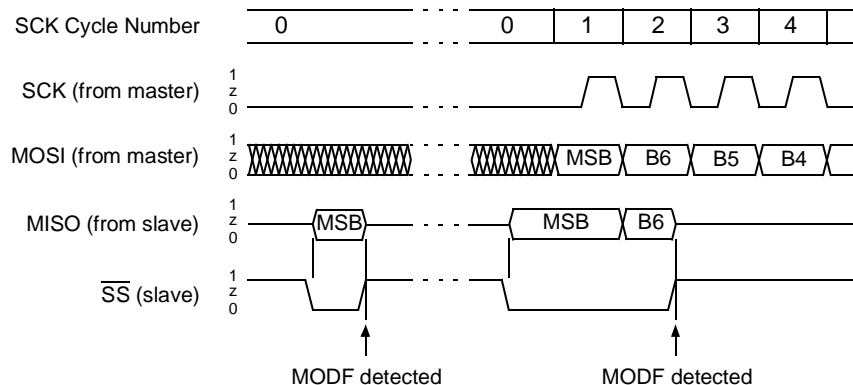 SCK Cycle Number 0 0 1 2 3 4
SCK (from master) 1 z 0
MOSI (from master) 1 z 0 MSB B6 B5 B4
MISO (from slave) 1 z 0 MSB MSB B6
SS (slave) 1 z 0
MODF detected MODF detected